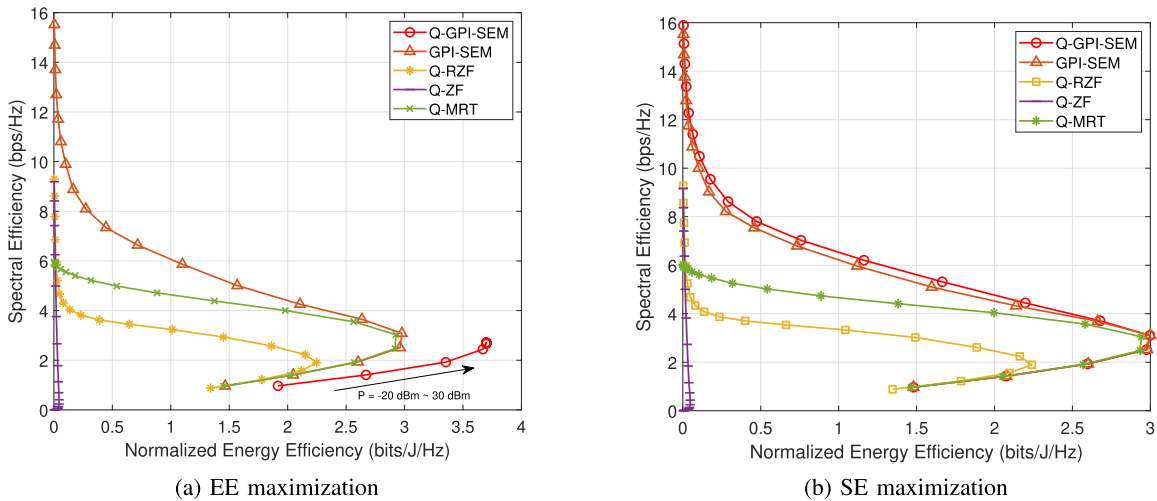 16
14
12
10
8
6
4
2
0
Spectral Efficiency (bps/Hz)
Q-GPI-SEM
GPI-SEM
Q-RZF
Q-ZF
Q-MRT
P = -20 dBm ~ 30 dBm
0 0.5 1 1.5 2 2.5 3 3.5 4
Normalized Energy Efficiency (bits/J/Hz)
(a) EE maximization
16
14
12
10
8
6
4
2
0
Spectral Efficiency (bps/Hz)
Q-GPI-SEM
GPI-SEM
Q-RZF
Q-ZF
Q-MRT
0 0.5 1 1.5 2 2.5 3
Normalized Energy Efficiency (bits/J/Hz)
(b) SE maximization